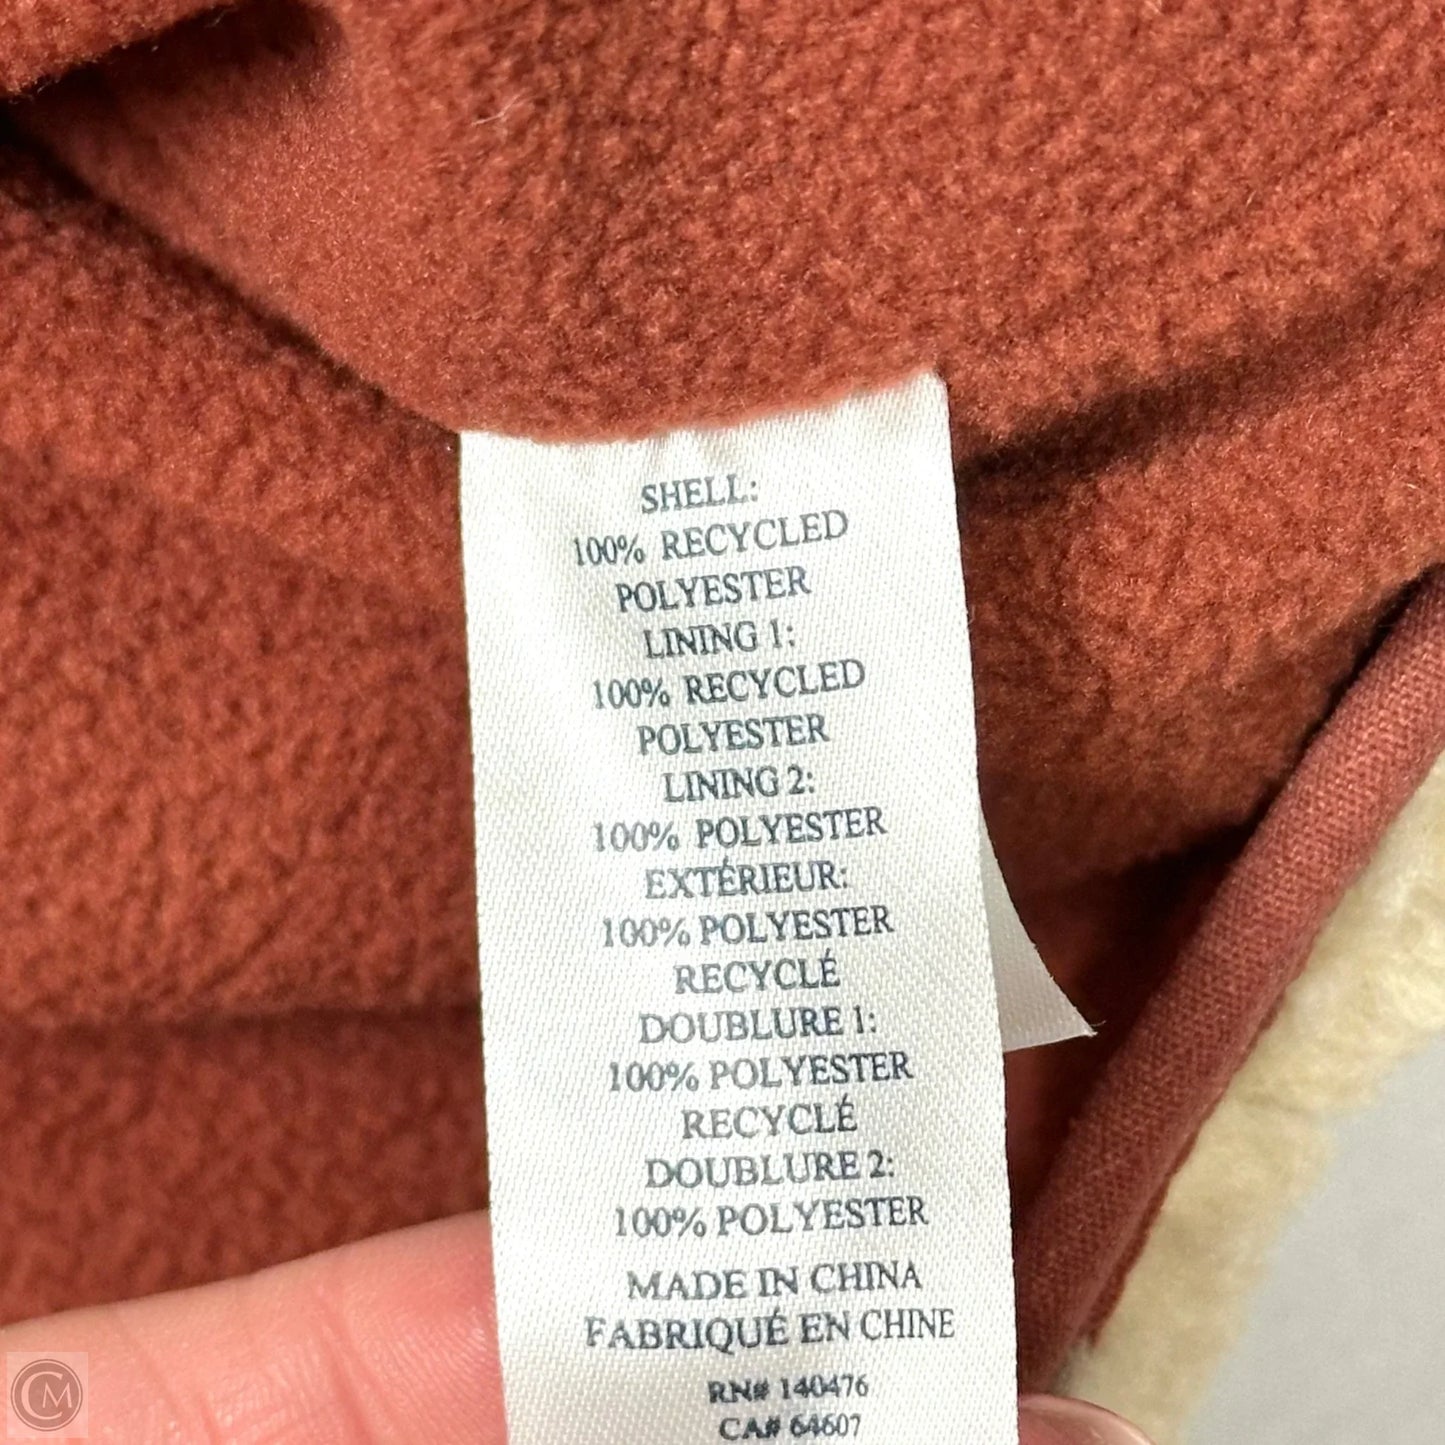 SHELL:
100% RECYCLED
POLYESTER
LINING 1:
100% RECYCLED
POLYESTER
LINING 2:
100% POLYESTER
EXTÉRIEUR:
100% POLYESTER
RECYCLÉ
DOUBLURE 1:
100% POLYESTER
RECYCLÉ
DOUBLURE 2:
100% POLYESTER
MADE IN CHINA
FABRIQUÉ EN CHINE
RN# 140476
CA# 64607
CM